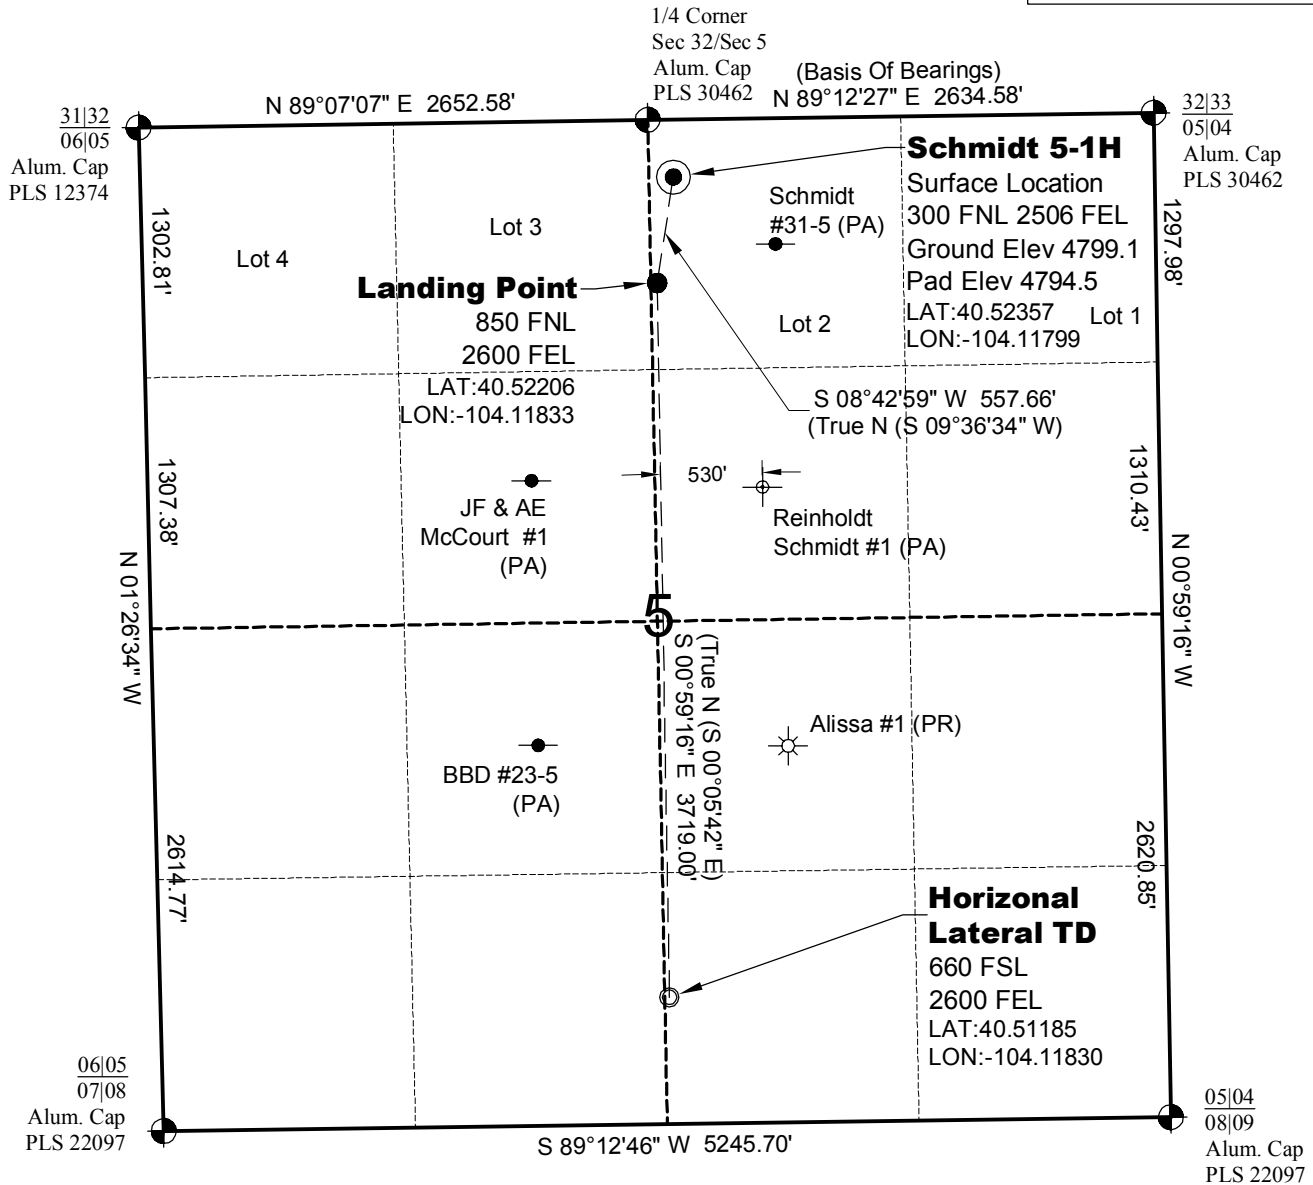 1/4 Corner
Sec 32/Sec 5
Alum. Cap
PLS 30462
(Basis Of Bearings)
N 89°07'07" E 2652.58'
N 89°12'27" E 2634.58'
31|32
06|05
Alum. Cap
PLS 12374
32|33
05|04
Alum. Cap
PLS 30462
Schmidt 5-1H
Surface Location
300 FNL 2506 FEL
Ground Elev 4799.1
Pad Elev 4794.5
LAT:40.52357
LON:-104.11799
Schmidt
#31-5 (PA)
Lot 4
Lot 3
Lot 2
Lot 1
1302.81'
1297.98'
Landing Point
850 FNL
2600 FEL
LAT:40.52206
LON:-104.11833
S 08°42'59" W 557.66'
(True N (S 09°36'34" W)
530'
JF & AE
McCourt #1
(PA)
Reinholdt
Schmidt #1 (PA)
1307.38'
1310.43'
N 01°26'34" W
N 00°59'16" W
5
(True N (S 00°05'42" E)
S 00°59'16" E 3719.00'
Alissa #1 (PR)
BBD #23-5
(PA)
2614.77'
2620.85'
Horizonal
Lateral TD
660 FSL
2600 FEL
LAT:40.51185
LON:-104.11830
06|05
07|08
Alum. Cap
PLS 22097
S 89°12'46" W 5245.70'
05|04
08|09
Alum. Cap
PLS 22097